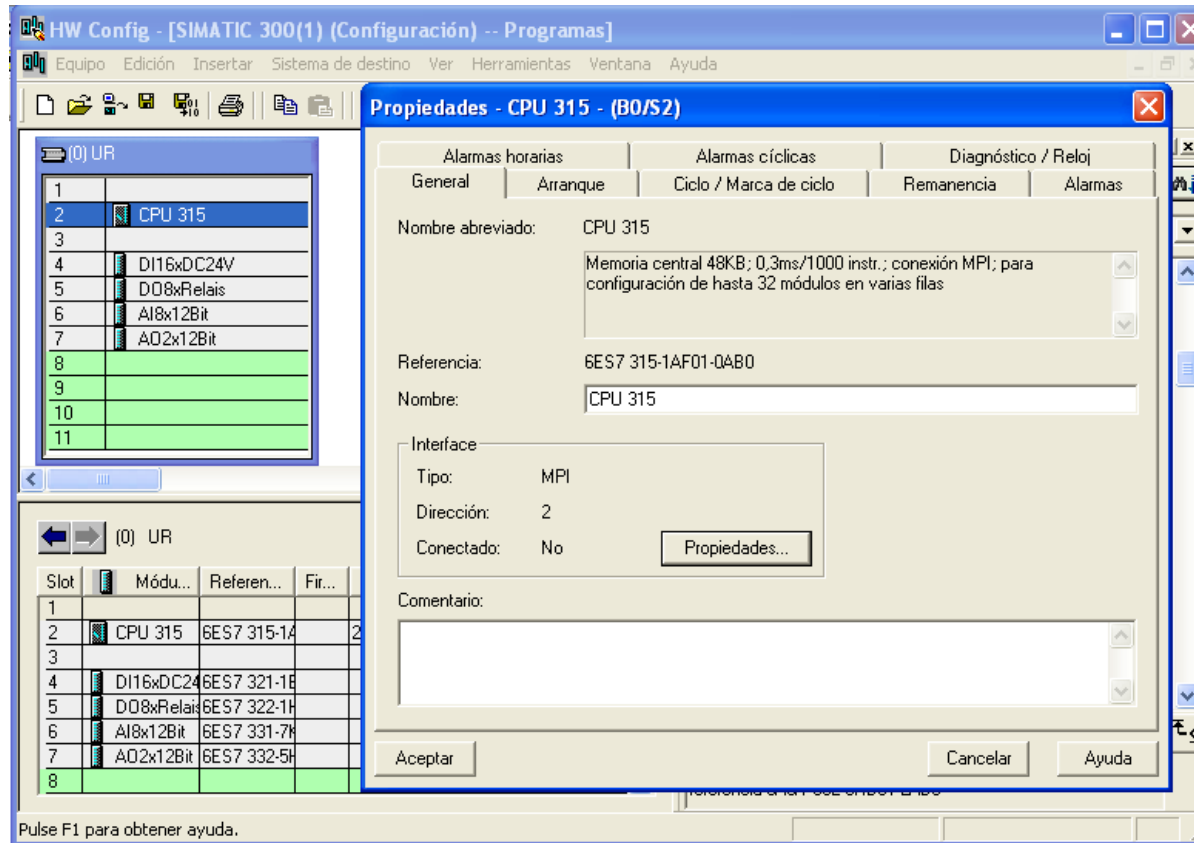 HW Config - [SIMATIC 300(1) (Configuración) -- Programas]
Equipo Edición Insertar Sistema de destino Ver Herramientas Ventana Ayuda
(0) UR
1
2 CPU 315
3
4 DI16xDC24V
5 DO8xRelais
6 AI8x12Bit
7 AO2x12Bit
8
9
10
11
Propiedades - CPU 315 - (B0/S2)
Alarmas horarias Alarmas cíclicas Diagnóstico / Reloj
General Arranque Ciclo / Marca de ciclo Remanencia Alarmas
Nombre abreviado: CPU 315
Memoria central 48KB; 0,3ms/1000 instr.; conexión MPI; para
configuración de hasta 32 módulos en varias filas
Referencia: 6ES7 315-1AF01-0AB0
Nombre: CPU 315
Interface
Tipo: MPI
Dirección: 2
Conectado: No Propiedades...
Comentario:
Aceptar Cancelar Ayuda
(0) UR
Slot Módu... Referen... Fir...
1
2 CPU 315 6ES7 315-1A 2
3
4 DI16xDC24 6ES7 321-1B
5 DO8xRelais 6ES7 322-1H
6 AI8x12Bit 6ES7 331-7K
7 AO2x12Bit 6ES7 332-5H
8
Pulse F1 para obtener ayuda.